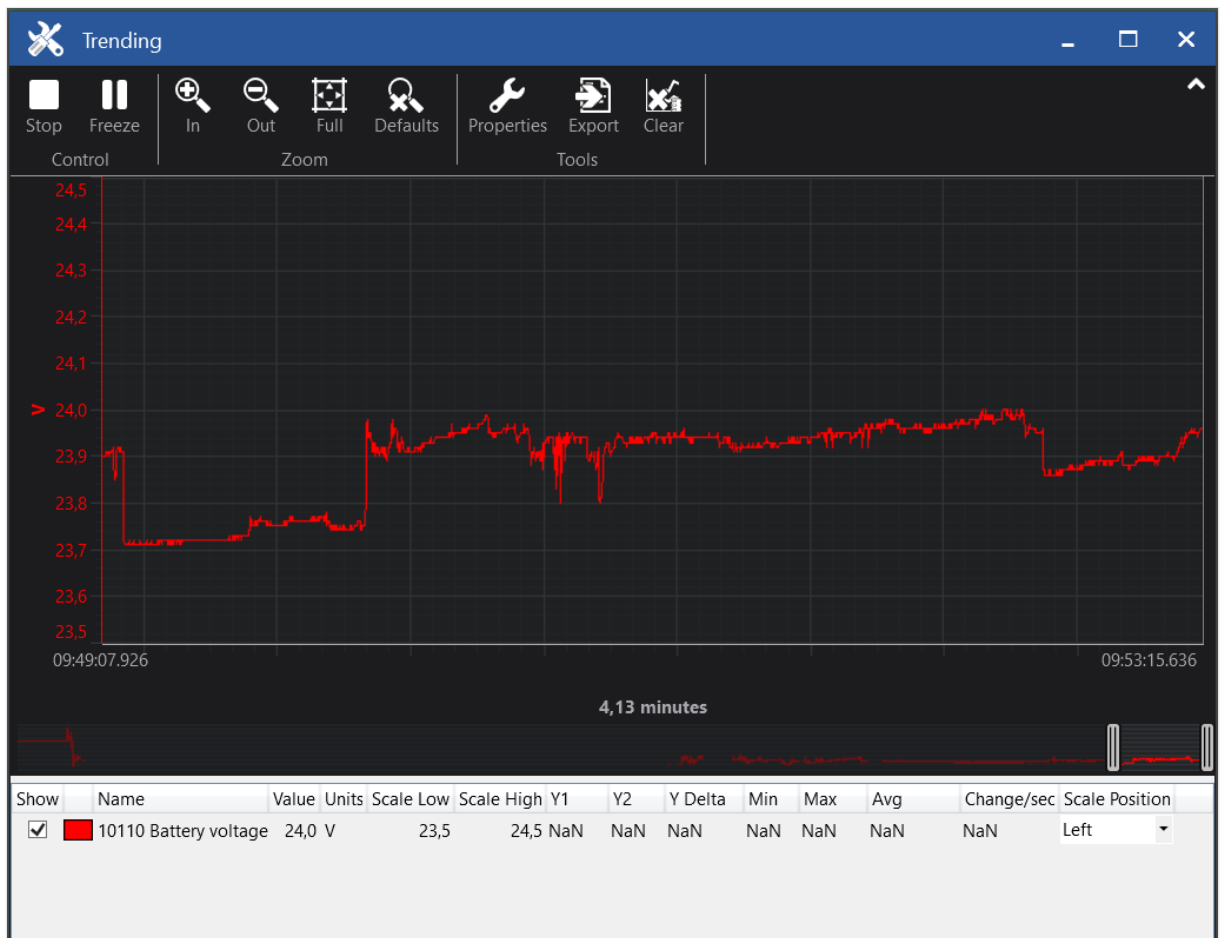 Trending
Stop Freeze In Out Full Defaults Properties Export Clear
Control Zoom Tools
24,5
24,4
24,3
24,2
24,1
V 24,0
23,9
23,8
23,7
23,6
23,5
09:49:07.926 09:53:15.636
4,13 minutes
Show Name Value Units Scale Low Scale High Y1 Y2 Y Delta Min Max Avg Change/sec Scale Position
10110 Battery voltage 24,0 V 23,5 24,5 NaN NaN NaN NaN NaN NaN NaN Left